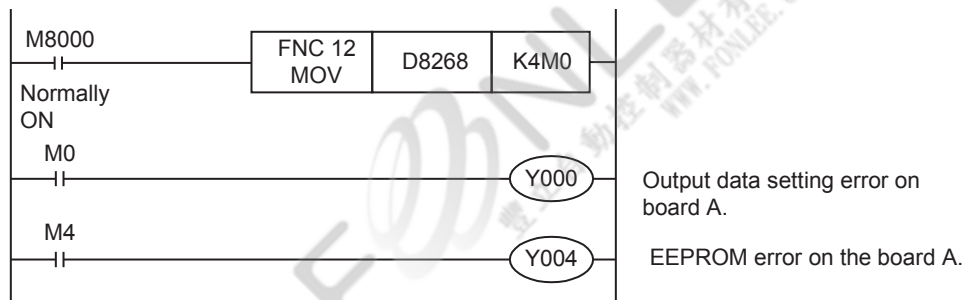 M8000
FNC 12
MOV
D8268
K4M0
Normally
ON
M0
Y000
Output data setting error on
board A.
M4
Y004
EEPROM error on the board A.